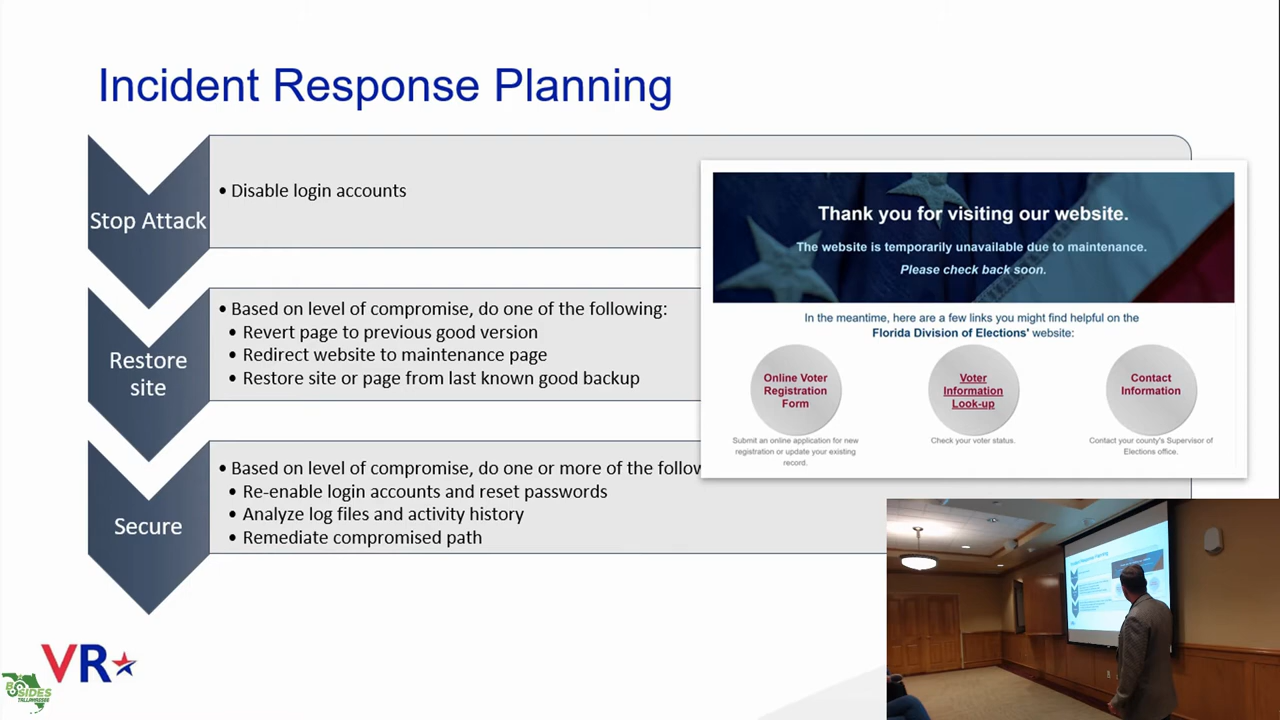 Incident Response Planning
Stop Attack
• Disable login accounts
Restore
site
• Based on level of compromise, do one of the following:
• Revert page to previous good version
• Redirect website to maintenance page
• Restore site or page from last known good backup
Secure
• Based on level of compromise, do one or more of the follow
• Re-enable login accounts and reset passwords
• Analyze log files and activity history
• Remediate compromised path
Thank you for visiting our website.
The website is temporarily unavailable due to maintenance.
Please check back soon.
In the meantime, here are a few links you might find helpful on the
Florida Division of Elections' website:
Online Voter
Registration
Form
Submit an online application for new
registration or update your existing
record.
Voter
Information
Look-up
Check your voter status.
Contact
Information
Contact your county's Supervisor of
Elections office.
VR
BSIDES
TALLAHASSEE
Incident Response Planning